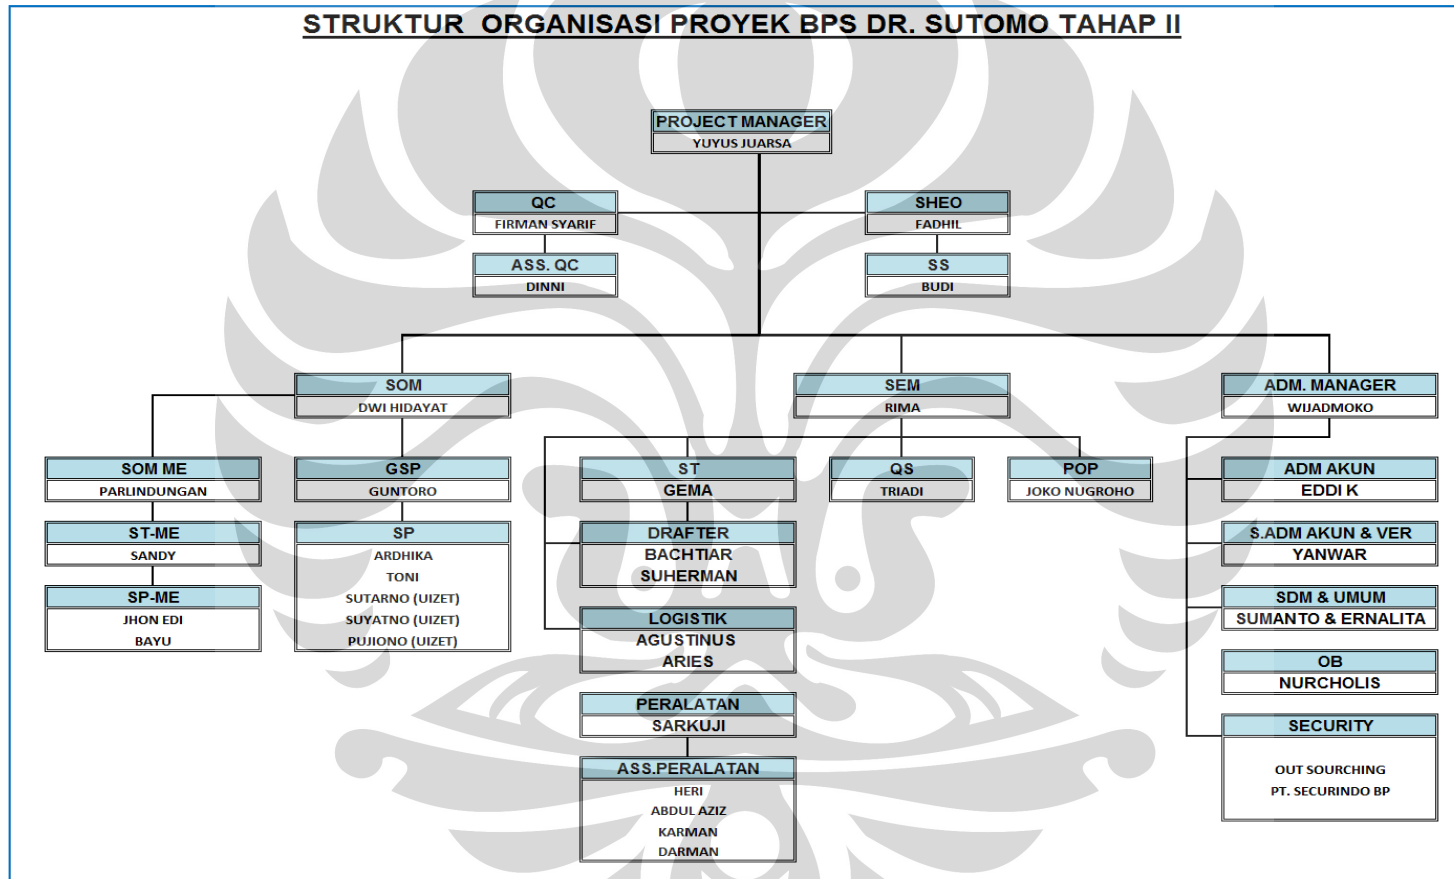 STRUKTUR ORGANISASI PROYEK BPS DR. SUTOMO TAHAP II
PROJECT MANAGER
YUYUS JUARSA
QC
FIRMAN SYARIF
SHEO
FADHIL
ASS. QC
DINNI
SS
BUDI
SOM
DWI HIDAYAT
SEM
RIMA
ADM. MANAGER
WIJADMOKO
SOM ME
PARLINDUNGAN
ST-ME
SANDY
SP-ME
JHON EDI
BAYU
GSP
GUNTORO
SP
ARDHIKA
TONI
SUTARNO (UIZET)
SUYATNO (UIZET)
PUJIONO (UIZET)
ST
GEMA
DRAFTER
BACHTIAR
SUHERMAN
LOGISTIK
AGUSTINUS
ARIES
PERALATAN
SARKUJI
ASS.PERALATAN
HERI
ABDUL AZIZ
KARMAN
DARMAN
QS
TRIADI
POP
JOKO NUGROHO
ADM AKUN
EDDI K
S.ADM AKUN & VER
YANWAR
SDM & UMUM
SUMANTO & ERNALITA
OB
NURCHOLIS
SECURITY
OUT SOURCHING
PT. SECURINDO BP